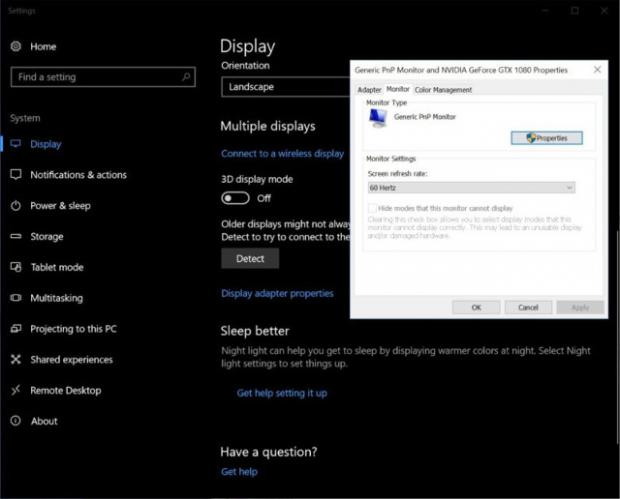 Settings
Home
Find a setting
System
Display
Notifications & actions
Power & sleep
Storage
Tablet mode
Multitasking
Projecting to this PC
Shared experiences
Remote Desktop
About
Display
Orientation
Landscape
Multiple displays
Connect to a wireless display
3D display mode
Off
Older displays might not alway
Detect to try to connect to the
Detect
Display adapter properties
Sleep better
Night light can help you get to sleep by displaying warmer colors at night. Select Night
light settings to set things up.
Get help setting it up
Have a question?
Get help
Generic PnP Monitor and NVIDIA GeForce GTX 1080 Properties
Adapter Monitor Color Management
Monitor Type
Generic PnP Monitor
Properties
Monitor Settings
Screen refresh rate:
60 Hertz
Hide modes that this monitor cannot display
Clearing this check box allows you to select display modes that this
monitor cannot display correctly. This may lead to an unusable display
and/or damaged hardware.
OK Cancel Apply